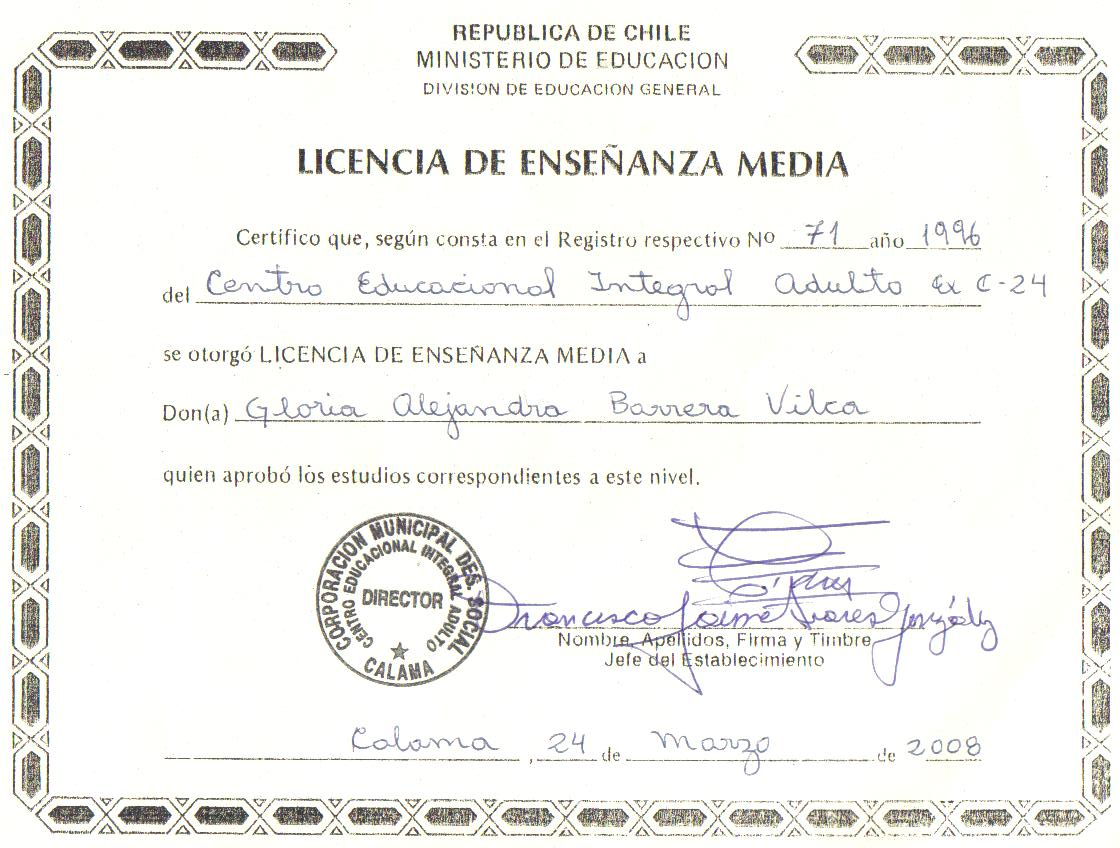 REPUBLICA DE CHILE
MINISTERIO DE EDUCACION
DIVISION DE EDUCACION GENERAL
LICENCIA DE ENSEÑANZA MEDIA
Certifico que, según consta en el Registro respectivo Nº 71 año 1996
del Centro Educacional Integral Adulto Ex C-24
se otorgó LICENCIA DE ENSEÑANZA MEDIA a
Don(a) Gloria Alejandra Barrera Vilca
quien aprobó los estudios correspondientes a este nivel.
CORPORACION MUNICIPAL DES. SOCIAL
CENTRO EDUCACIONAL INTEGRAL ADULTO
DIRECTOR
CALAMA
Francisco Jaime González
Nombre, Apellidos, Firma y Timbre
Jefe del Establecimiento
Calama, 24 de Marzo de 2008